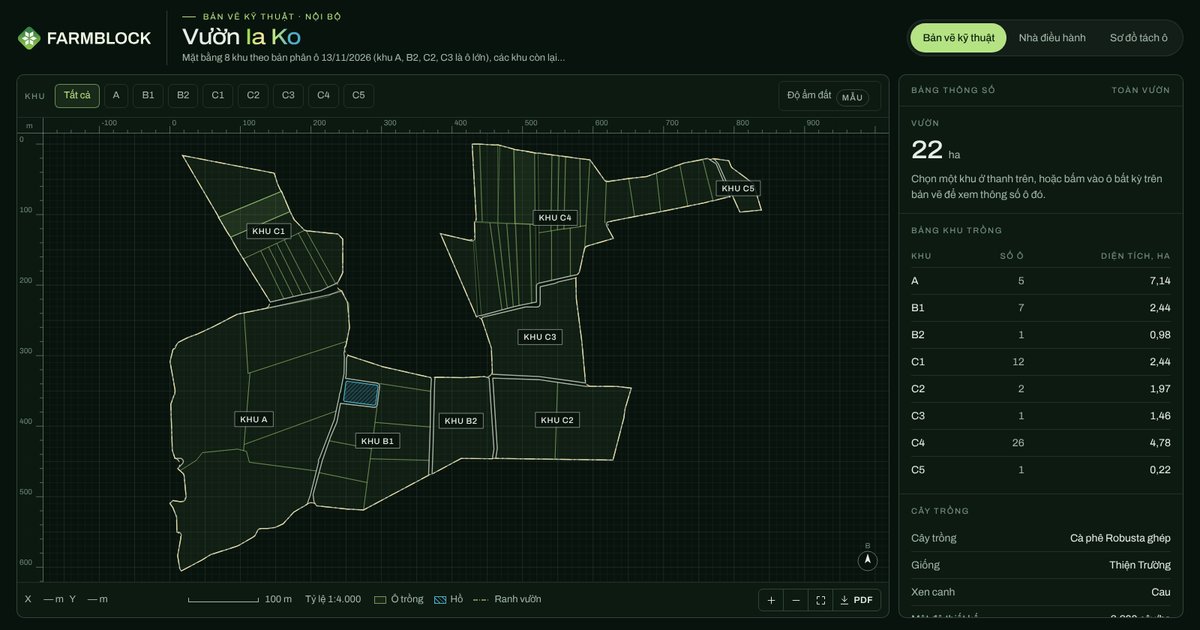 FARMBLOCK
BẢN VẼ KỸ THUẬT · NỘI BỘ
Vườn Ia Ko
Mặt bằng 8 khu theo bản phân ô 13/11/2026 (khu A, B2, C2, C3 là ô lớn), các khu còn lại...
Bản vẽ kỹ thuật
Nhà điều hành
Sơ đồ tách ô
KHU
Tất cả
A
B1
B2
C1
C2
C3
C4
C5
Độ ẩm đất
MẪU
m
-100
0
100
200
300
400
500
600
700
800
900
0
100
200
300
400
500
600
KHU C5
KHU C4
KHU C1
KHU C3
KHU A
KHU B2
KHU C2
KHU B1
B
X — m Y — m
100 m
Tỷ lệ 1:4.000
Ô trồng
Hồ
Ranh vườn
+
−
PDF
BẢNG THÔNG SỐ
TOÀN VƯỜN
VƯỜN
22 ha
Chọn một khu ở thanh trên, hoặc bấm vào ô bất kỳ trên
bản vẽ để xem thông số ô đó.
BẢNG KHU TRỒNG
KHU SỐ Ô DIỆN TÍCH, HA
A 5 7,14
B1 7 2,44
B2 1 0,98
C1 12 2,44
C2 2 1,97
C3 1 1,46
C4 26 4,78
C5 1 0,22
CÂY TRỒNG
Cây trồng Cà phê Robusta ghép
Giống Thiện Trường
Xen canh Cau